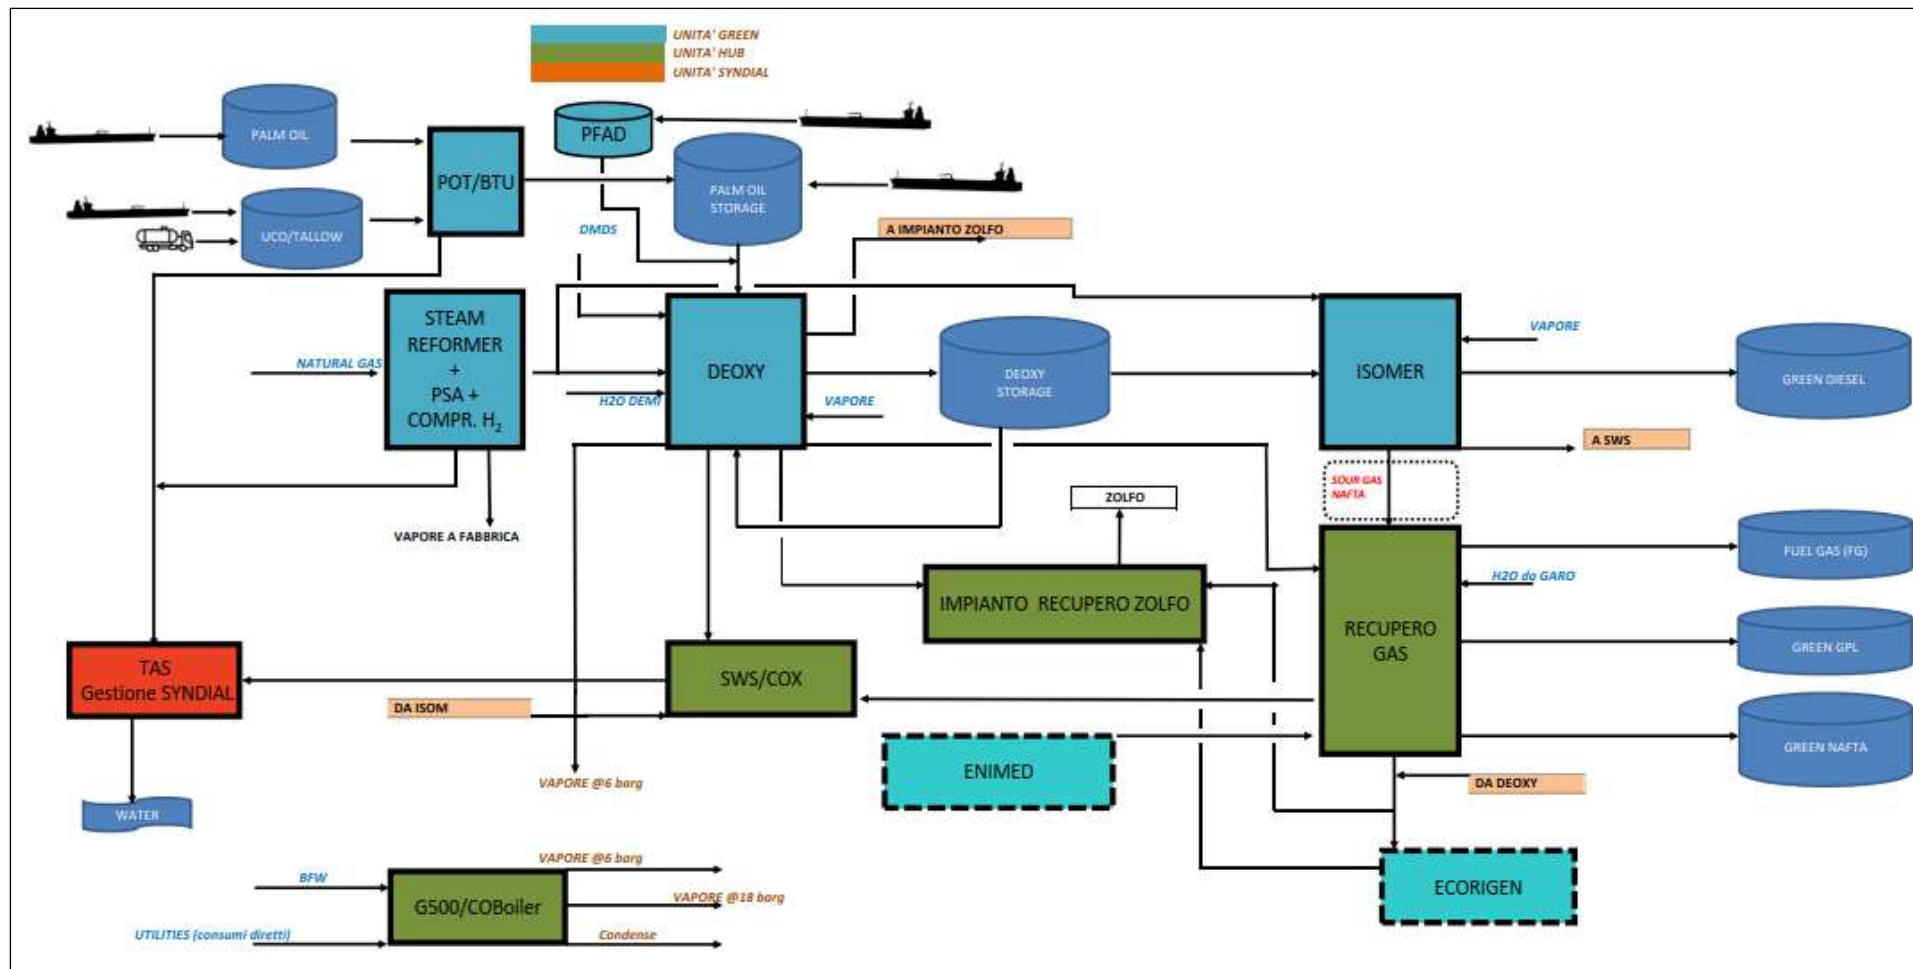 UNITA' GREEN
UNITA' HUB
UNITA' SYNDIAL
PALM OIL
PFAD
POT/BTU
PALM OIL
STORAGE
UCO/TALLOW
DMDS
A IMPIANTO ZOLFO
STEAM
REFORMER
+
PSA +
COMPR. H2
NATURAL GAS
H2O DEMI
DEOXY
VAPORE
DEOXY
STORAGE
ISOMER
VAPORE
GREEN DIESEL
A SWS
SOUR GAS
NAFTA
VAPORE A FABBRICA
ZOLFO
IMPIANTO RECUPERO ZOLFO
RECUPERO
GAS
FUEL GAS (FG)
H2O da GARO
GREEN GPL
GREEN NAFTA
TAS
Gestione SYNDIAL
SWS/COX
DA ISOM
ENIMED
DA DEOXY
VAPORE @6 barg
WATER
ECORIGEN
VAPORE @6 barg
BFW
G500/COBoiler
VAPORE @18 barg
UTILITIES (consumi diretti)
Condense